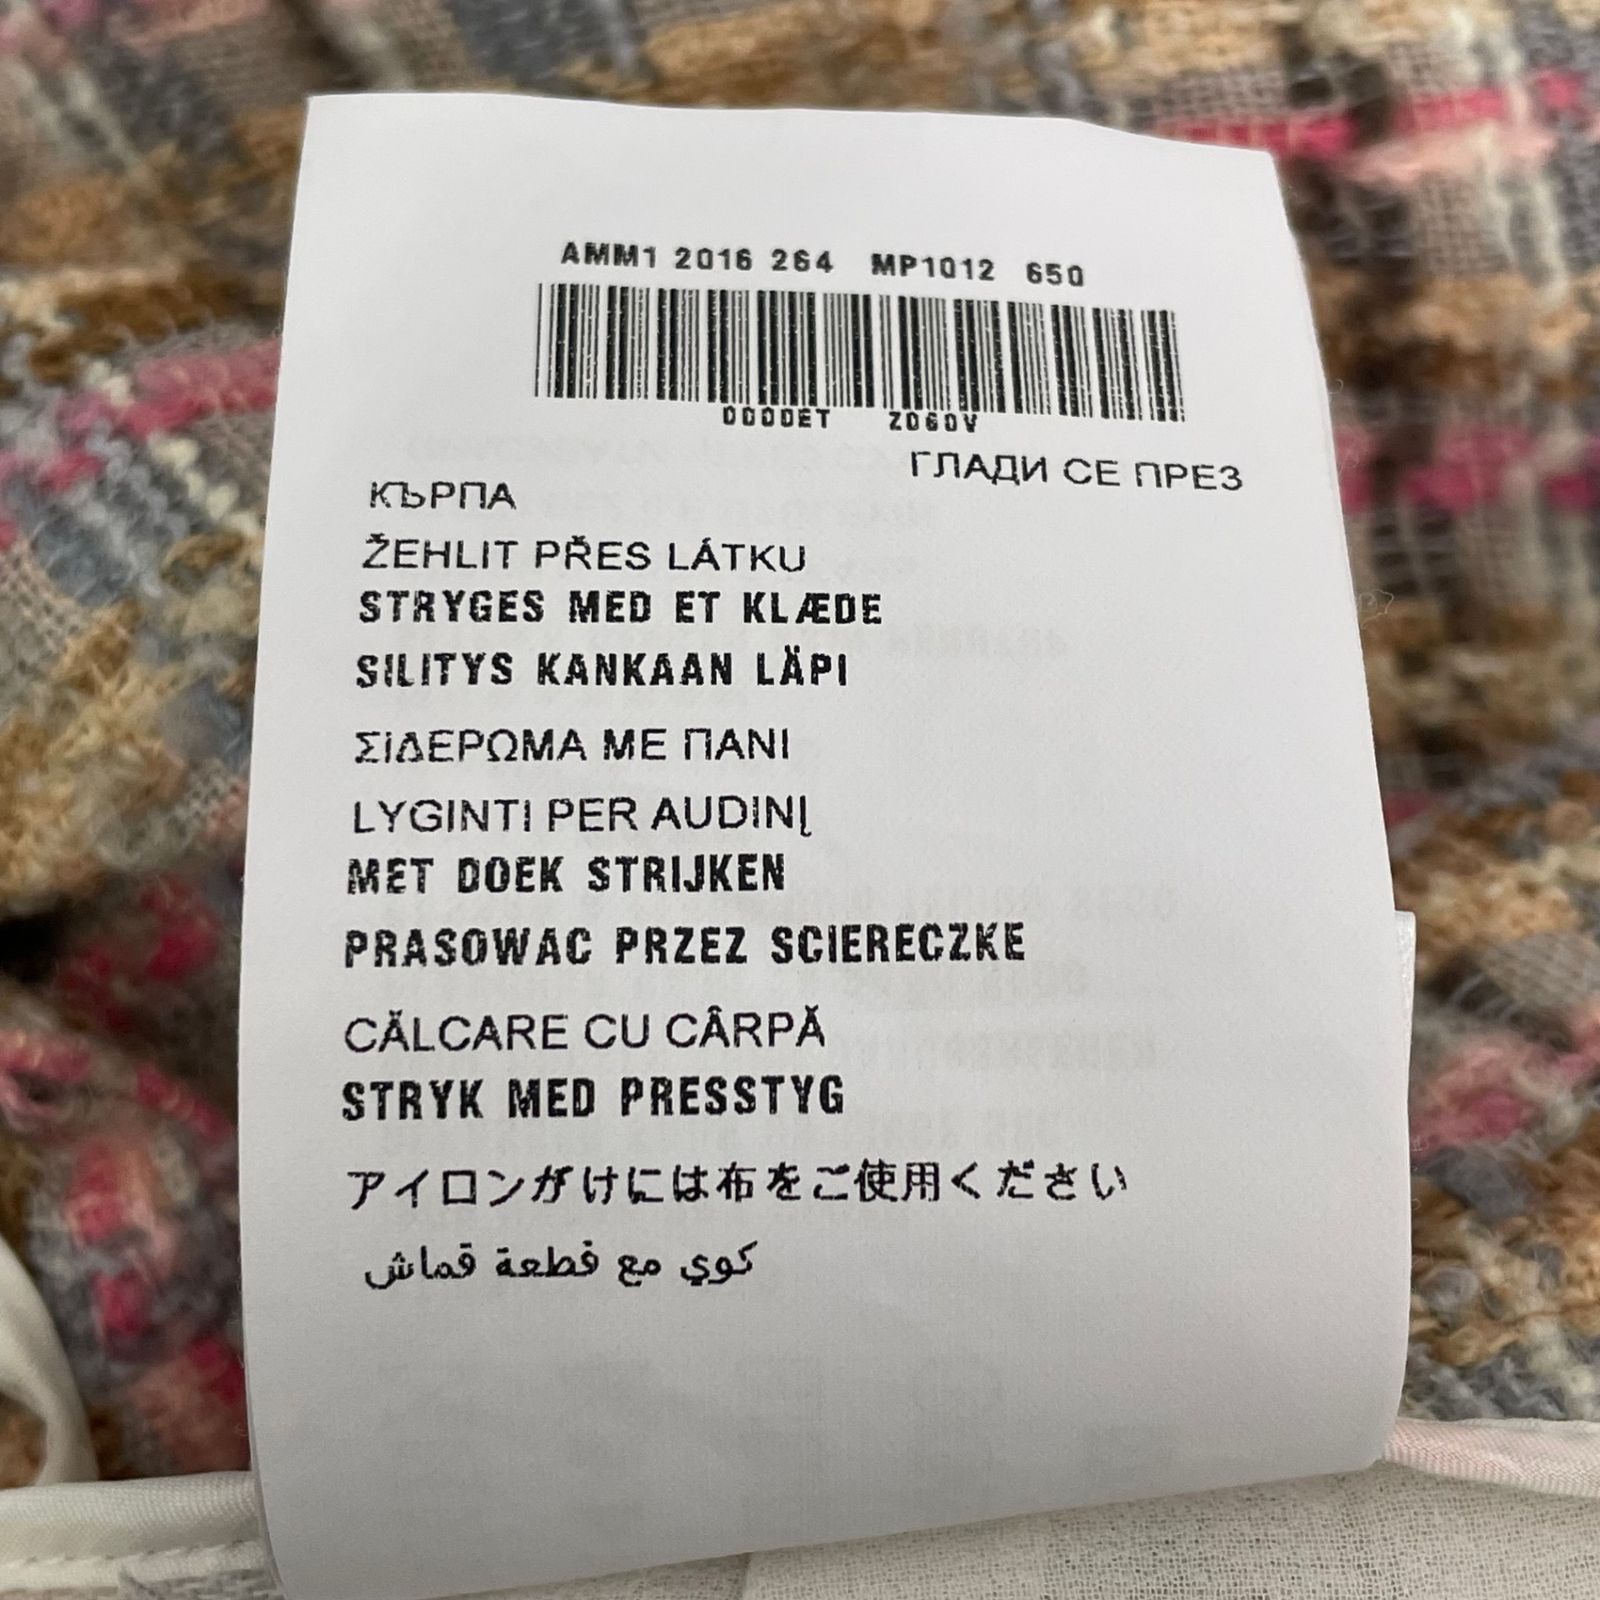 AMM1 2016 264 MP1012 650
0000ET Z060V
ГЛАДИ СЕ ПРЕЗ
КЪРПА
ŽEHLIT PŘES LÁTKU
STRYGES MED ET KLÆDE
SILITYS KANKAAN LÄPI
ΣΙΔΕΡΩΜΑ ΜΕ ΠΑΝΙ
LYGINTI PER AUDINĮ
MET DOEK STRIJKEN
PRASOWAC PRZEZ SCIERECZKE
CĂLCARE CU CÂRPĂ
STRYK MED PRESSTYG
アイロンがけには布をご使用ください
كوي مع قطعة قماش